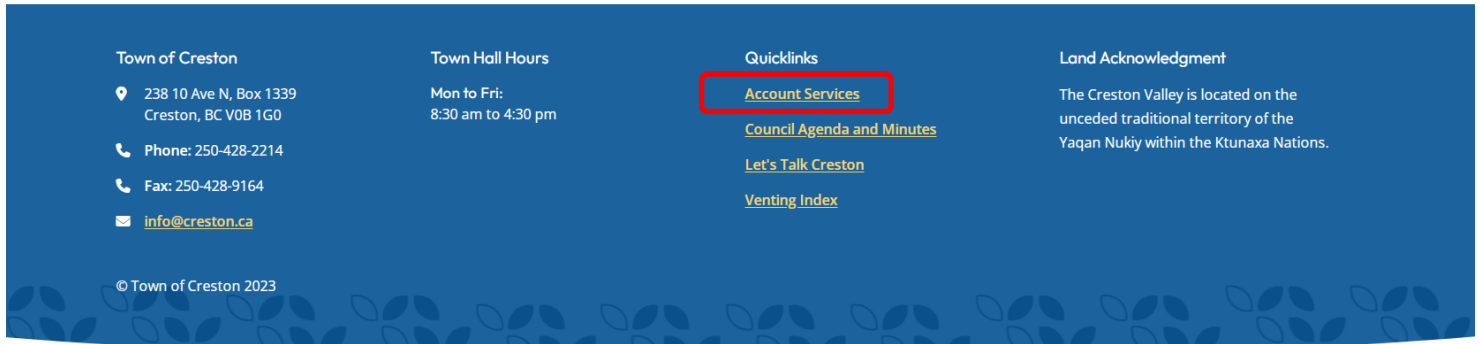 Town of Creston
238 10 Ave N, Box 1339
Creston, BC V0B 1G0
Phone: 250-428-2214
Fax: 250-428-9164
info@creston.ca
Town Hall Hours
Mon to Fri:
8:30 am to 4:30 pm
Quicklinks
Account Services
Council Agenda and Minutes
Let's Talk Creston
Venting Index
Land Acknowledgment
The Creston Valley is located on the
unceded traditional territory of the
Yaqan Nukiy within the Ktunaxa Nations.
© Town of Creston 2023